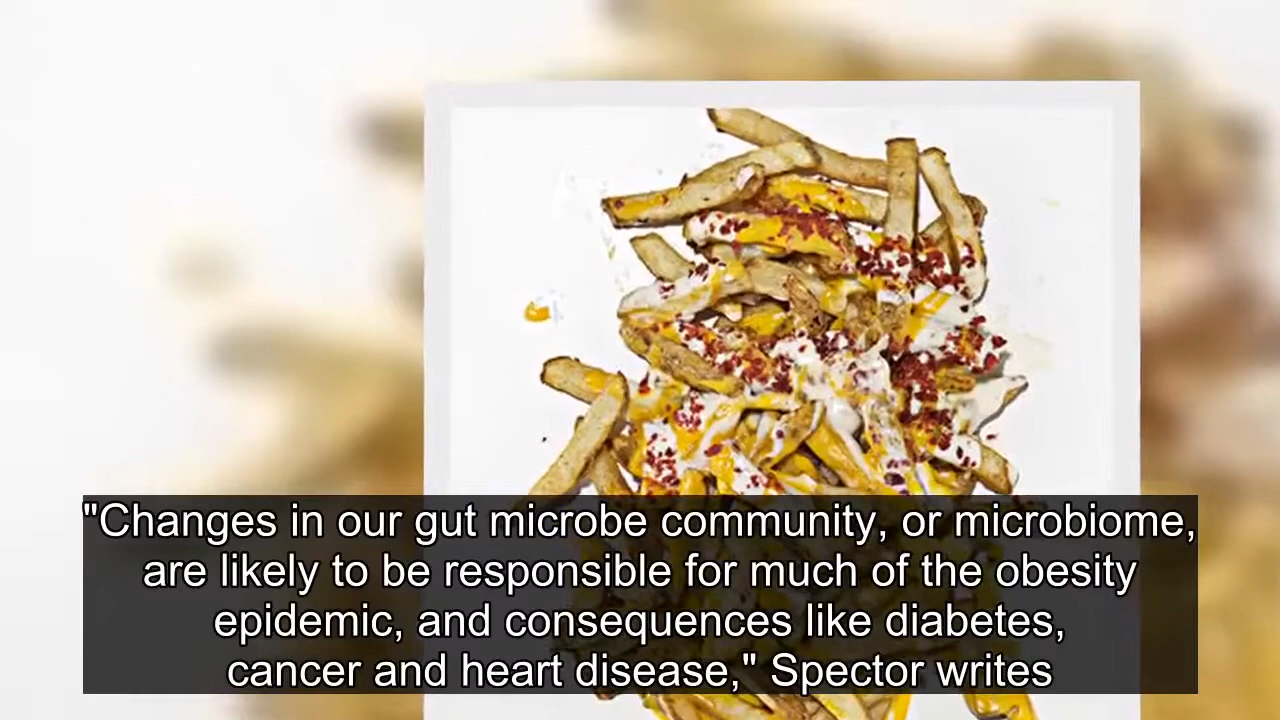 "Changes in our gut microbe community, or microbiome,
are likely to be responsible for much of the obesity
epidemic, and consequences like diabetes,
cancer and heart disease," Spector writes